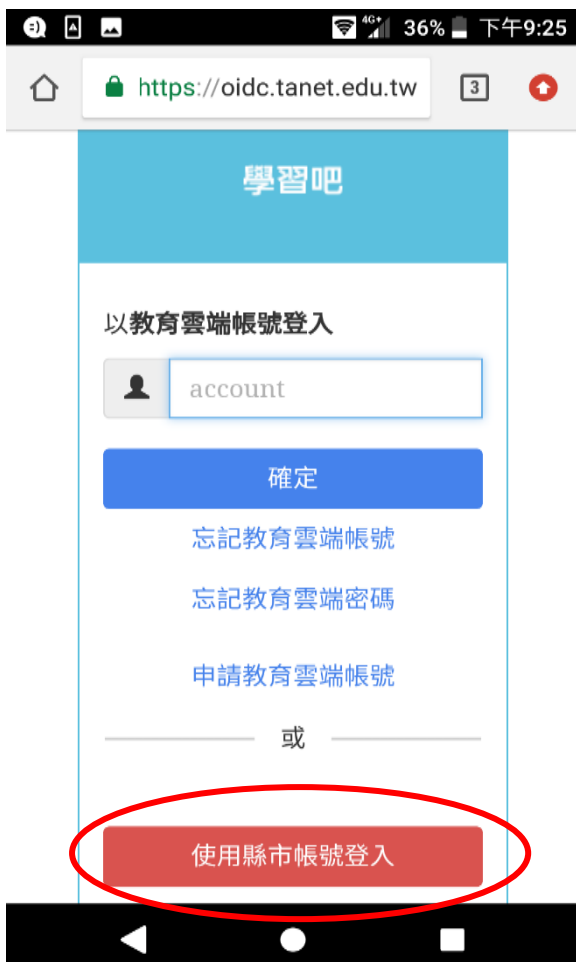 4G+ 36% 下午9:25
https://oidc.tanet.edu.tw 3
學習吧
以教育雲端帳號登入
account
確定
忘記教育雲端帳號
忘記教育雲端密碼
申請教育雲端帳號
或
使用縣市帳號登入